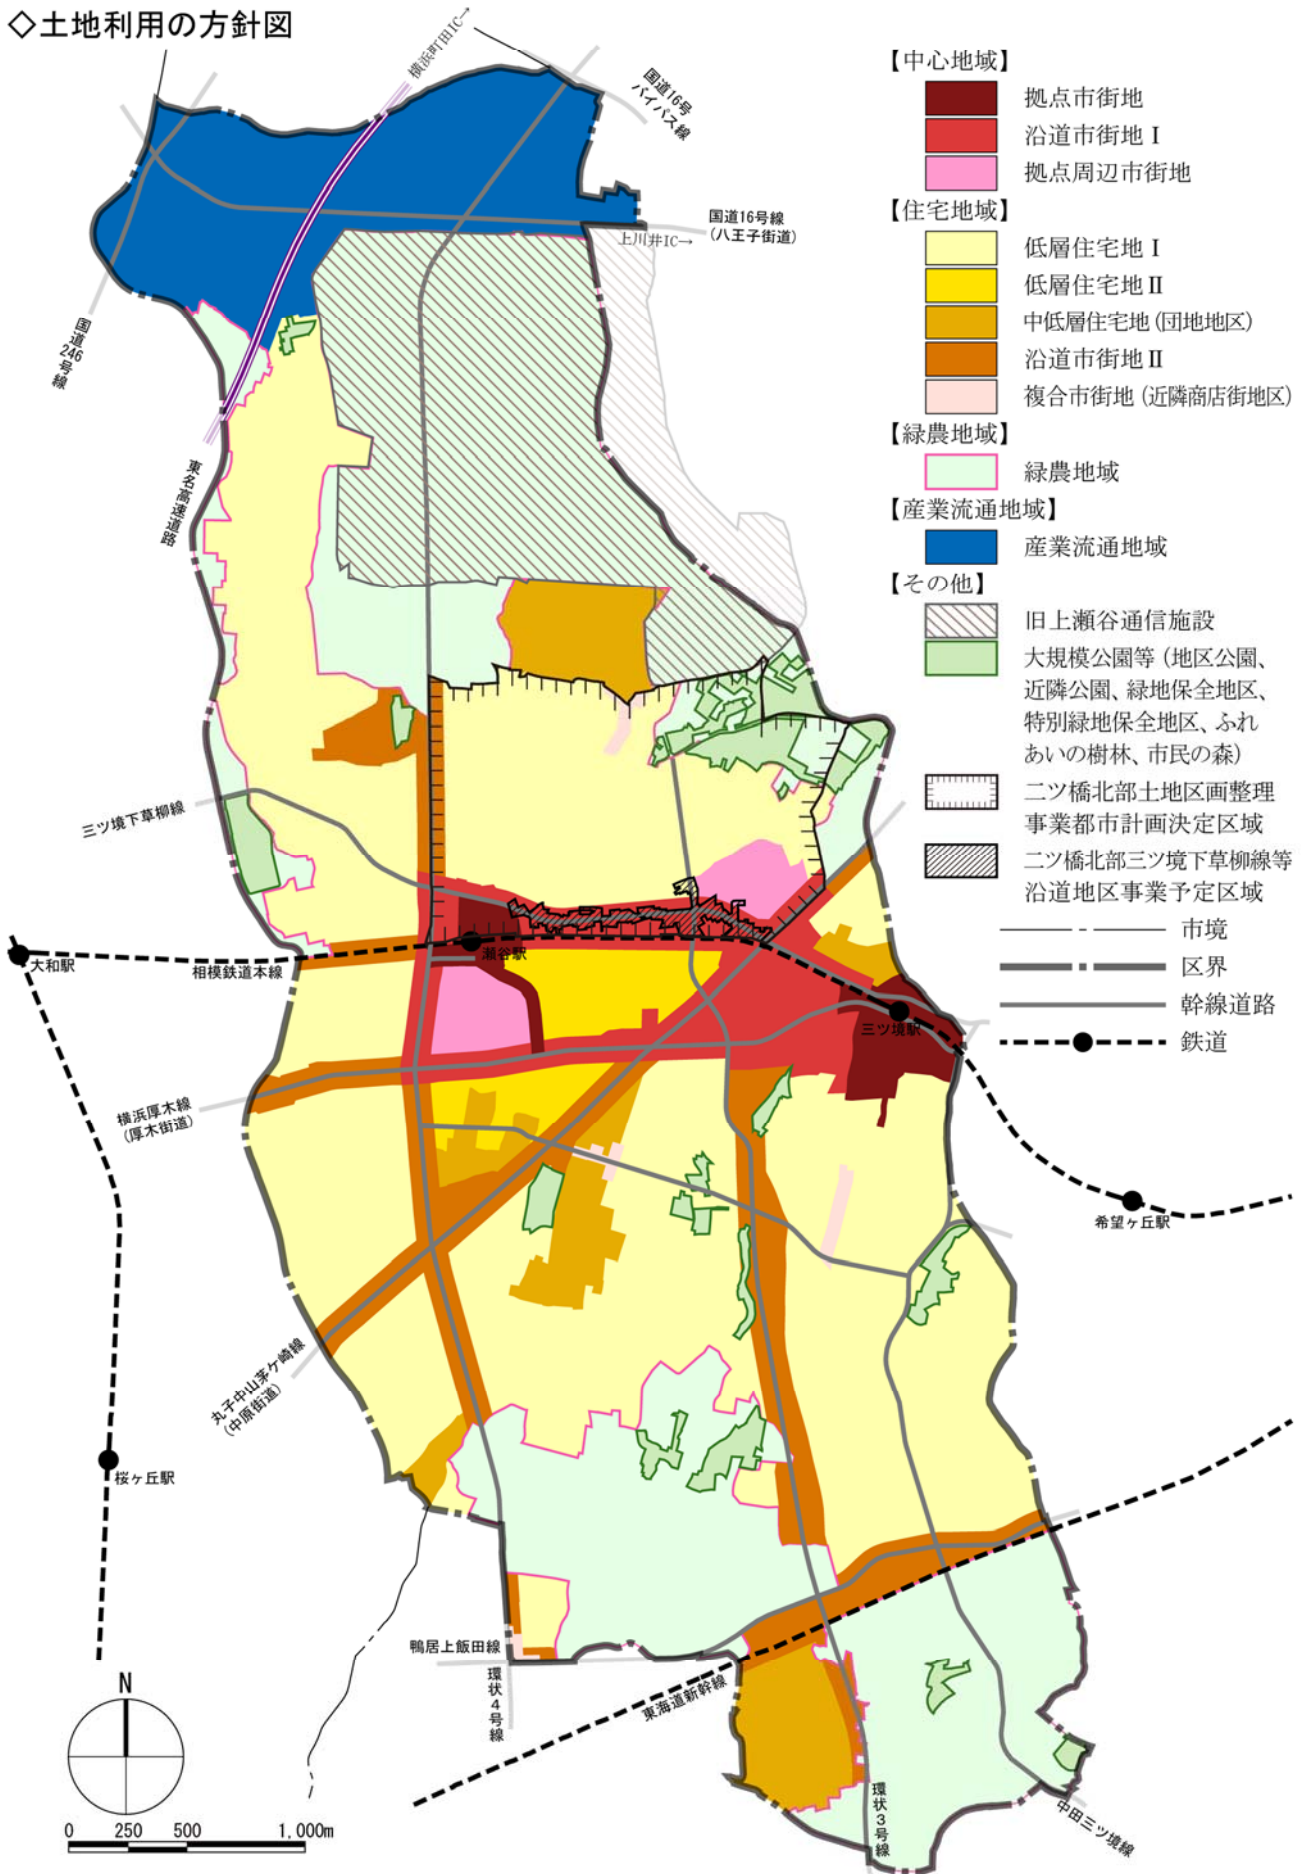 ◇土地利用の方針図
横浜町田IC→
国道16号
バイパス線
国道16号線
(八王子街道)
上川井IC→
国道246号線
東名高速道路
三ツ境下草柳線
大和駅
相模鉄道本線
瀬谷駅
三ツ境駅
横浜厚木線
(厚木街道)
希望ヶ丘駅
丸子中山茅ケ崎線
(中原街道)
桜ヶ丘駅
鴨居上飯田線
環状4号線
東海道新幹線
環状3号線
中田三ツ境線
N
0 250 500 1,000m
【中心地域】
拠点市街地
沿道市街地Ⅰ
拠点周辺市街地
【住宅地域】
低層住宅地Ⅰ
低層住宅地Ⅱ
中低層住宅地(団地地区)
沿道市街地Ⅱ
複合市街地(近隣商店街地区)
【緑農地域】
緑農地域
【産業流通地域】
産業流通地域
【その他】
旧上瀬谷通信施設
大規模公園等(地区公園、
近隣公園、緑地保全地区、
特別緑地保全地区、ふれ
あいの樹林、市民の森)
二ツ橋北部土地区画整理
事業都市計画決定区域
二ツ橋北部三ツ境下草柳線等
沿道地区事業予定区域
市境
区界
幹線道路
鉄道